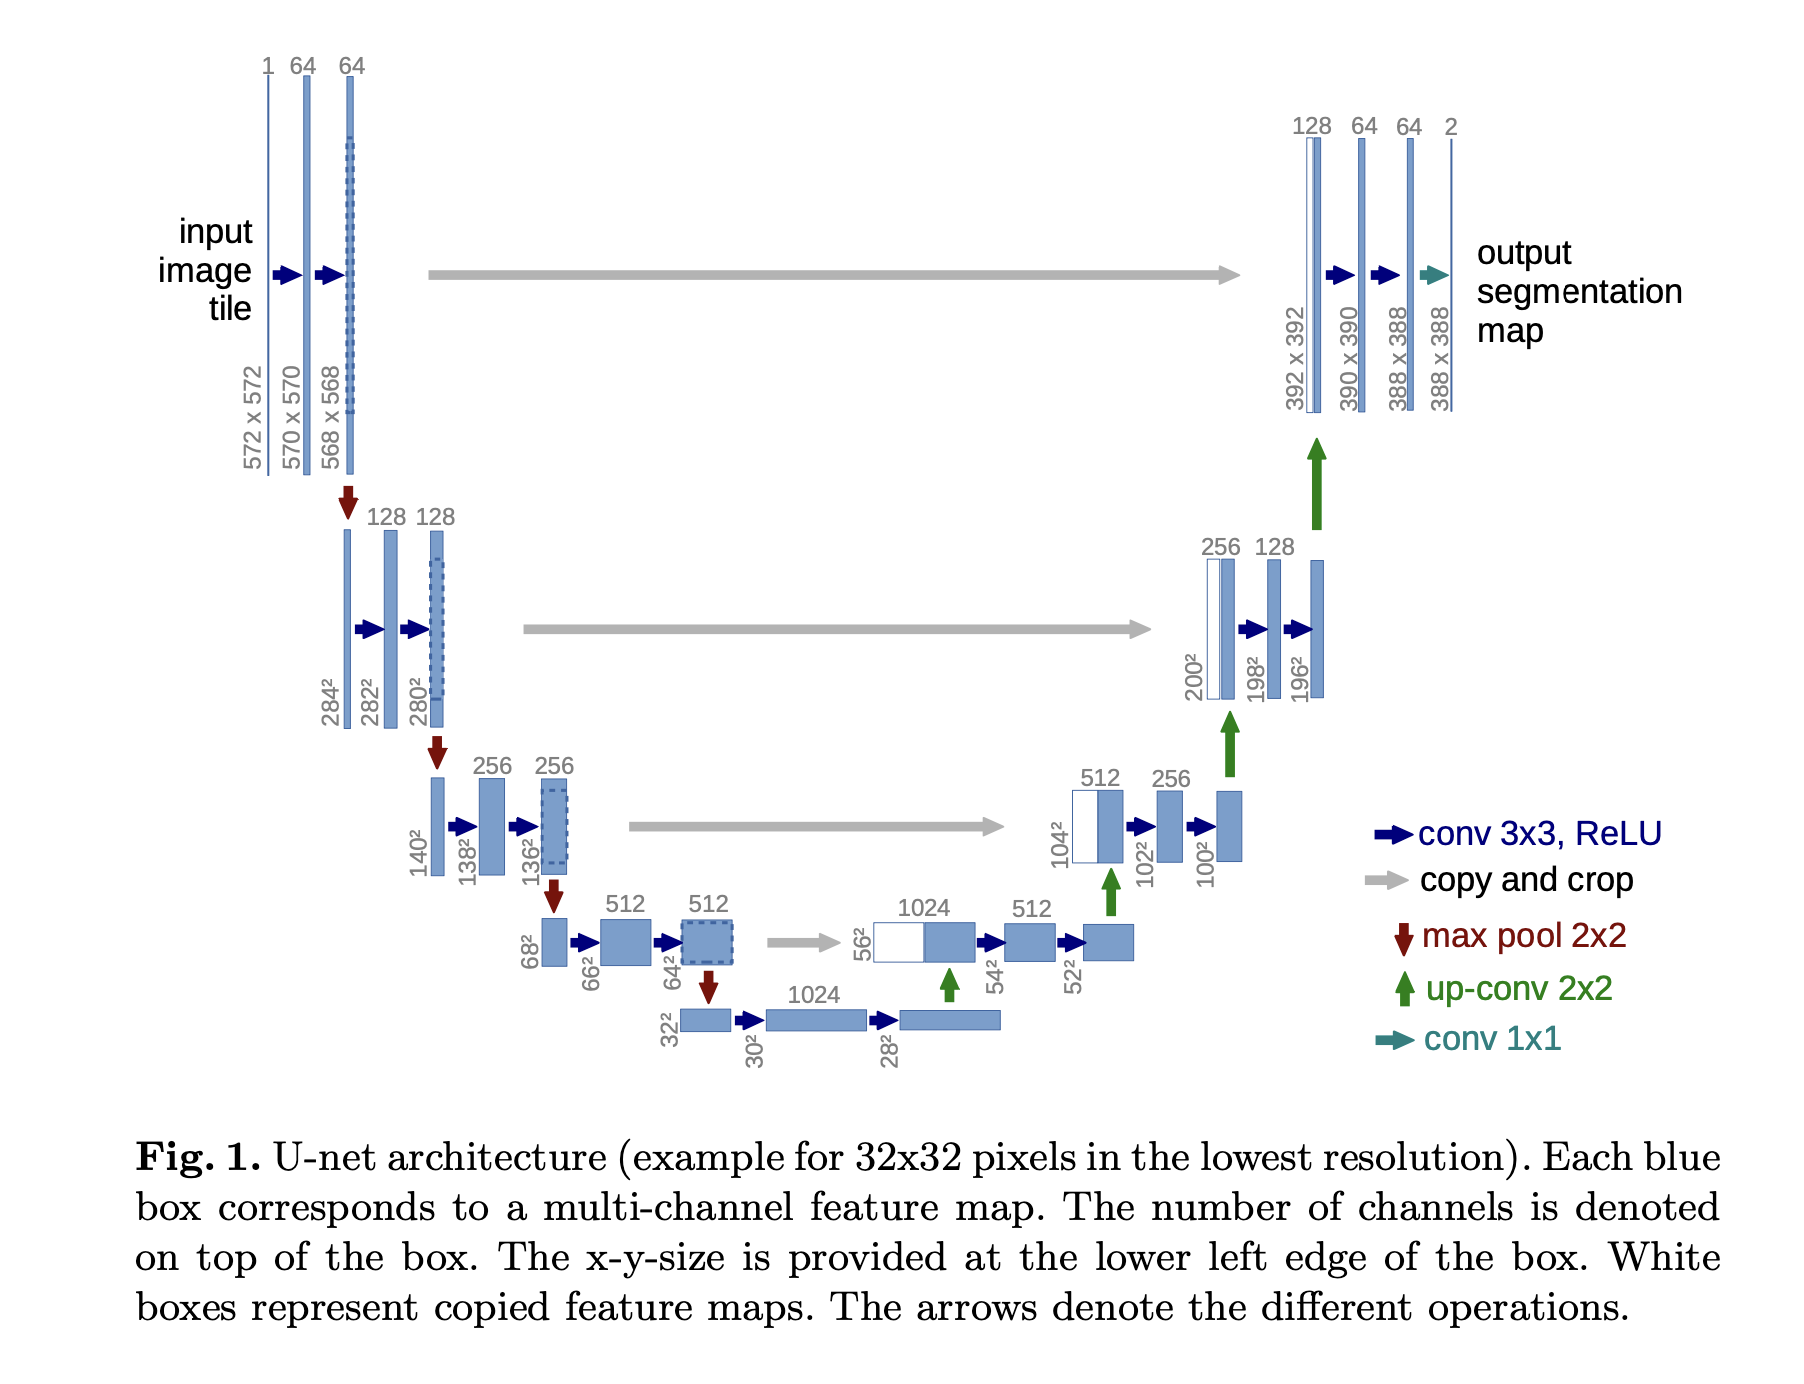 1 64 64
input
image
tile
572 x 572
570 x 570
568 x 568
128 64 64 2
output
segmentation
map
392 x 392
390 x 390
388 x 388
388 x 388
128 128
284²
282²
280²
256 128
200²
198²
196²
256 256
140²
138²
136²
512 256
104²
102²
100²
512 512
68²
66²
64²
1024 512
56²
54²
52²
1024
32²
30²
28²
conv 3x3, ReLU
copy and crop
max pool 2x2
up-conv 2x2
conv 1x1
Fig. 1. U-net architecture (example for 32x32 pixels in the lowest resolution). Each blue
box corresponds to a multi-channel feature map. The number of channels is denoted
on top of the box. The x-y-size is provided at the lower left edge of the box. White
boxes represent copied feature maps. The arrows denote the different operations.